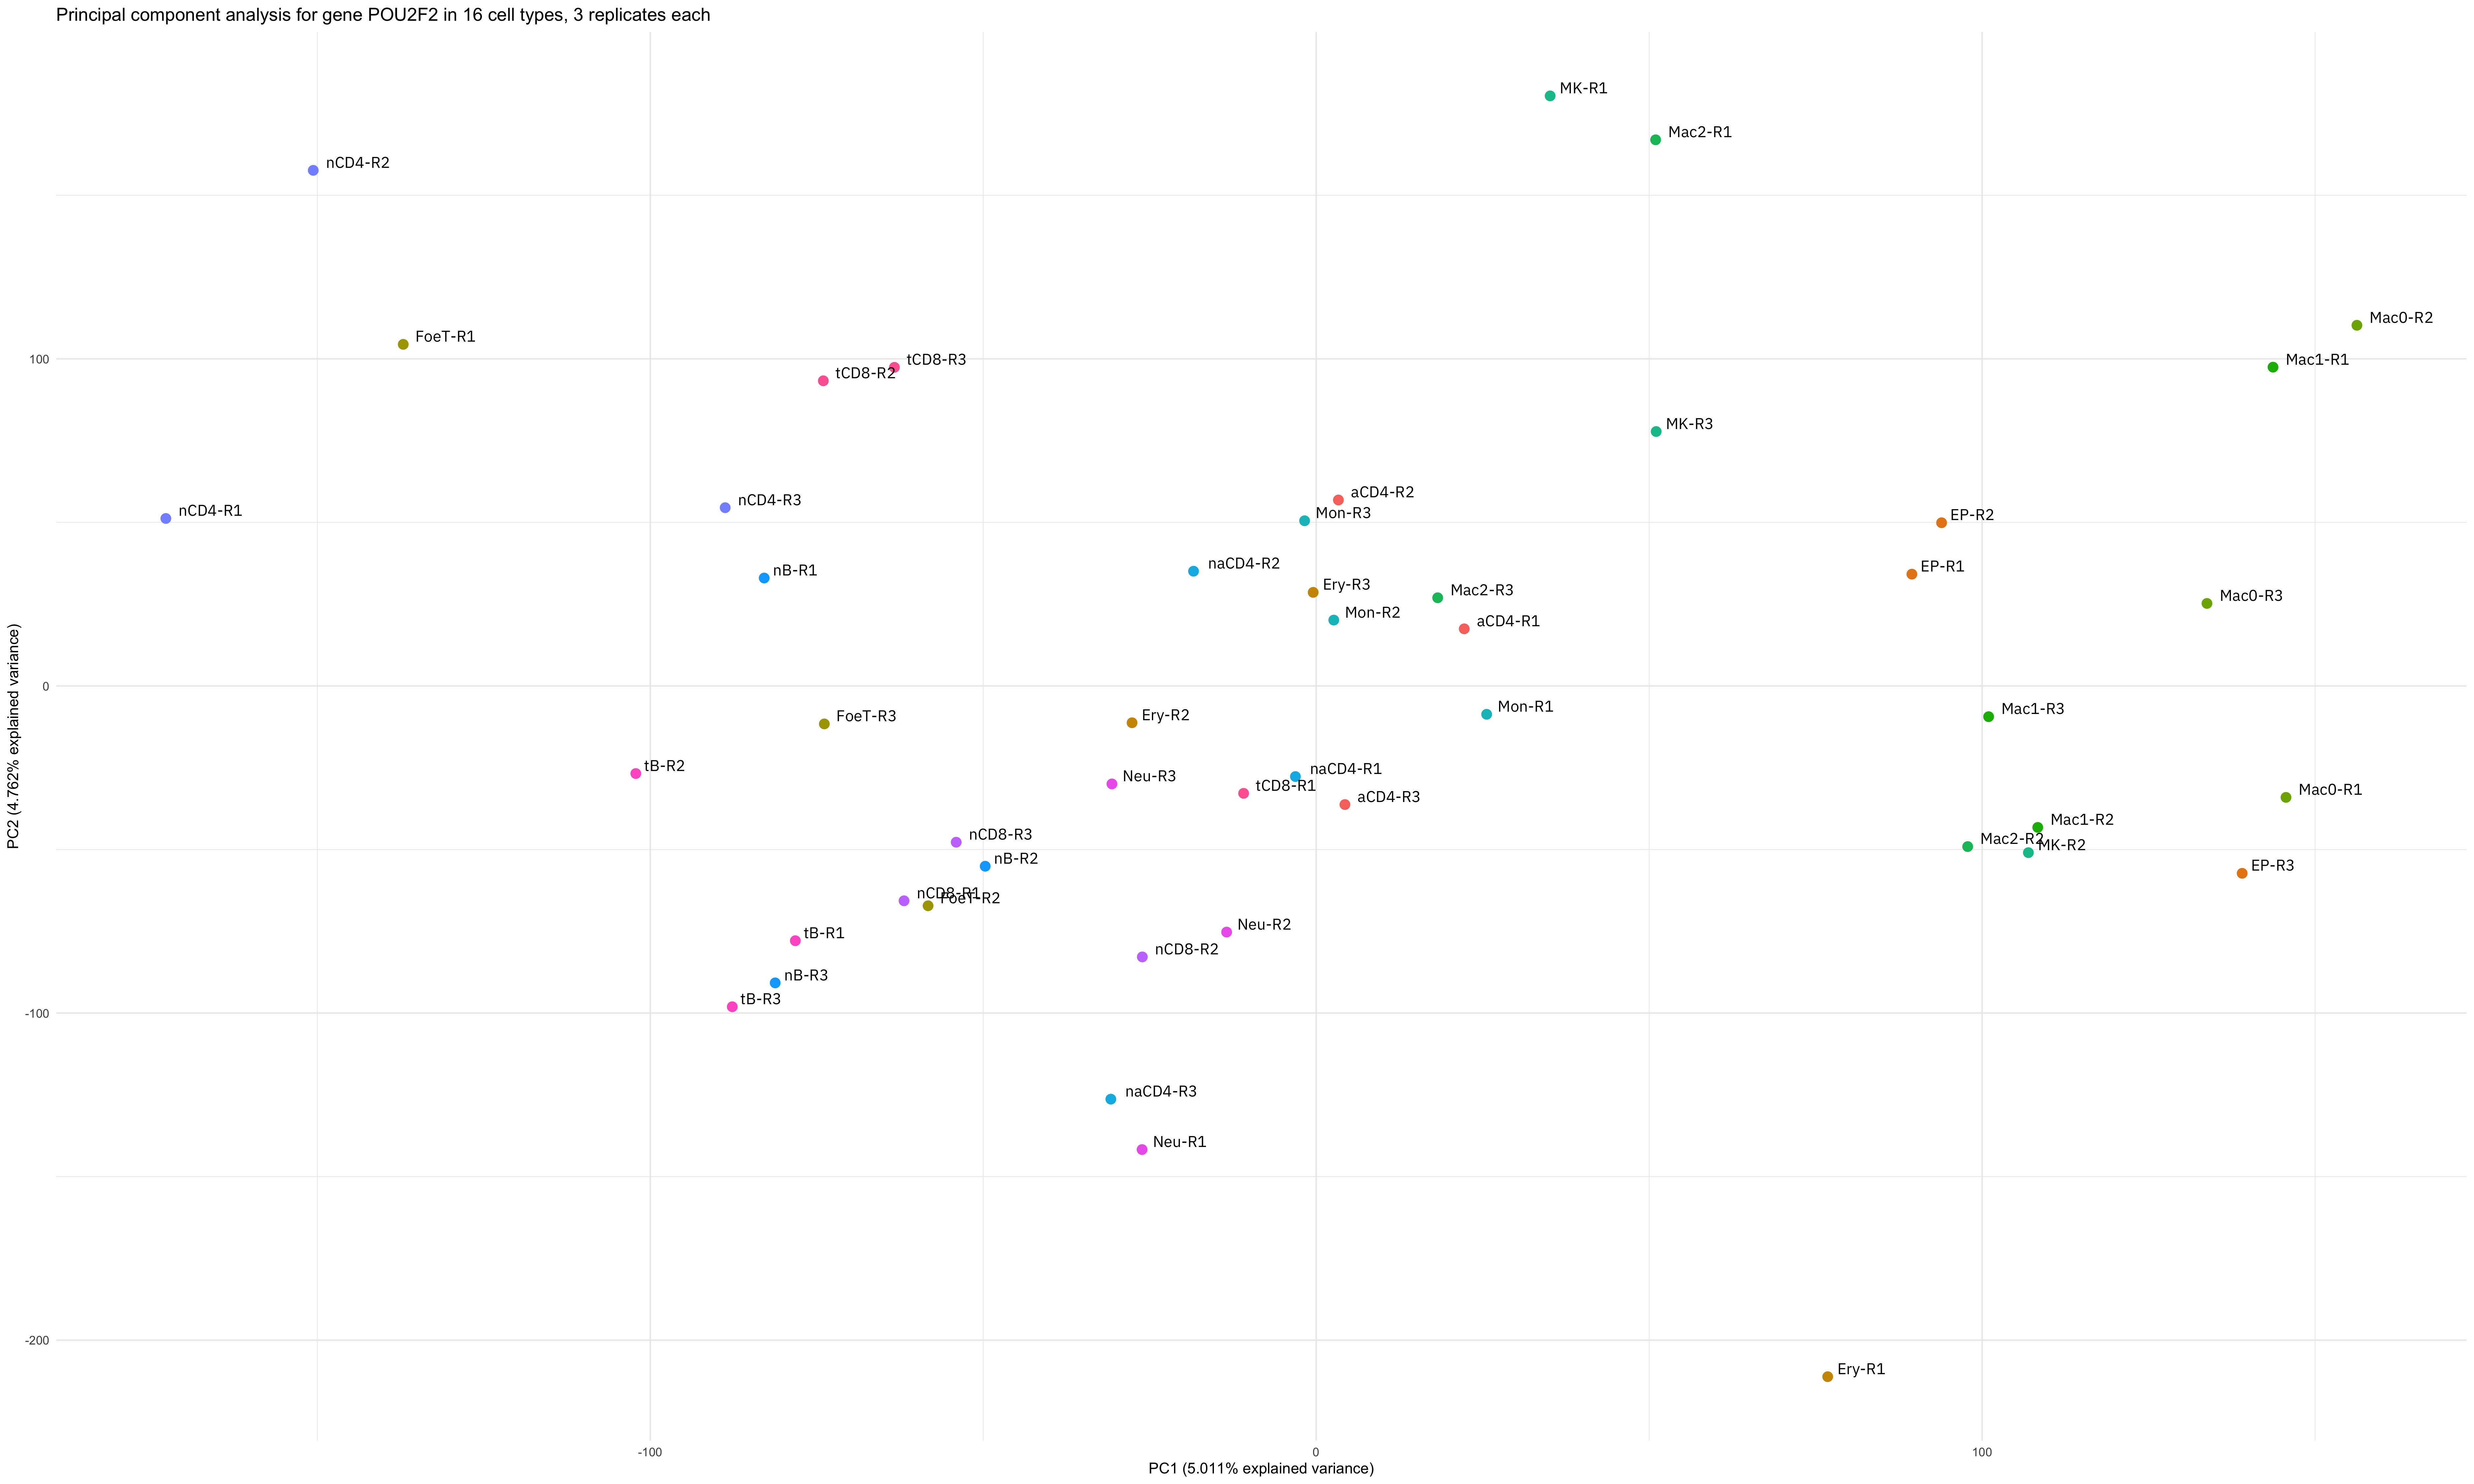 Principal component analysis for gene POU2F2 in 16 cell types, 3 replicates each
MK-R1
Mac2-R1
nCD4-R2
Mac0-R2
FoeT-R1
100
tCD8-R3
Mac1-R1
tCD8-R2
MK-R3
aCD4-R2
nCD4-R3
nCD4-R1
Mon-R3
EP-R2
nB-R1
naCD4-R2
EP-R1
Ery-R3
Mac2-R3
Mac0-R3
Mon-R2
aCD4-R1
0
Mon-R1
Mac1-R3
FoeT-R3
Ery-R2
tB-R2
naCD4-R1
Neu-R3
tCD8-R1
Mac0-R1
aCD4-R3
Mac1-R2
nCD8-R3
Mac2-R2
MK-R2
nB-R2
EP-R3
nCD8-R1
FoeT-R2
Neu-R2
tB-R1
nCD8-R2
nB-R3
tB-R3
-100
naCD4-R3
Neu-R1
-200
Ery-R1
-100
0
100
PC1 (5.011% explained variance)
PC2 (4.762% explained variance)